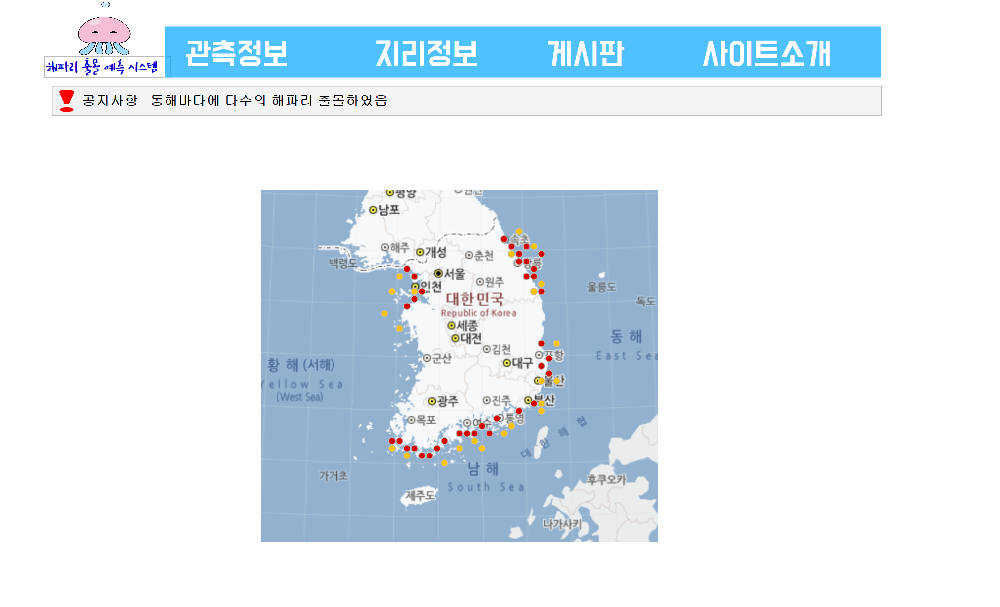 해파리 출몰 예측 시스템
관측정보 지리정보 게시판 사이트소개
공지사항 동해바다에 다수의 해파리 출몰하였음
평양
남포
속초
해주
개성
춘천
백령도
강릉
서울
원주
인천
울릉도
대한민국
독도
Republic of Korea
세종
대전
동해
김천
포항
East Sea
군산
대구
황해(서해)
울산
Yellow Sea
(West Sea)
광주
진주
부산
목포
여수
통영
대한해협
남해
가거초
후쿠오카
South Sea
제주도
나가사키